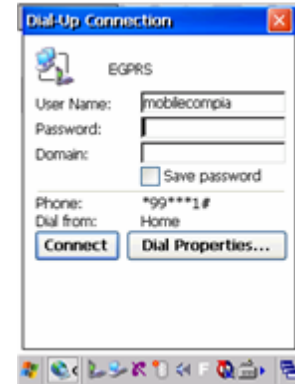 Dial-Up Connection
EGPRS
User Name: mobilecompia
Password:
Domain:
Save password
Phone: *99***1#
Dial from: Home
Connect Dial Properties...